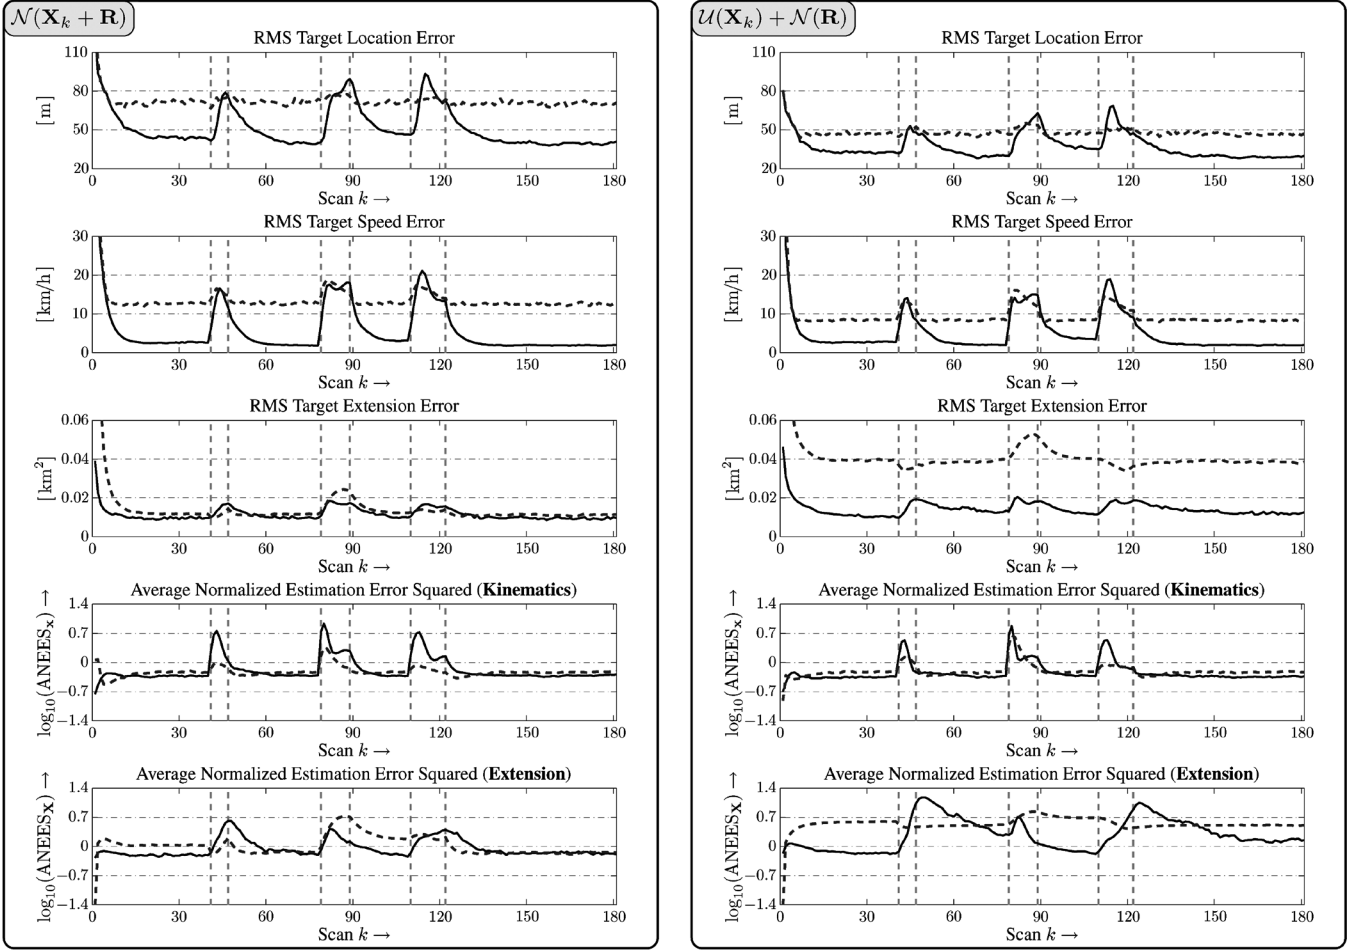 𝒩(𝐗ₖ + 𝐑)
RMS Target Location Error
[m]
110
80
50
20
0 30 60 90 120 150 180
Scan k →
RMS Target Speed Error
[km/h]
30
20
10
0
0 30 60 90 120 150 180
Scan k →
RMS Target Extension Error
[km²]
0.06
0.04
0.02
0
0 30 60 90 120 150 180
Scan k →
Average Normalized Estimation Error Squared (Kinematics)
log₁₀(ANEESₓ) →
1.4
0.7
0
−0.7
−1.4
0 30 60 90 120 150 180
Scan k →
Average Normalized Estimation Error Squared (Extension)
log₁₀(ANEES_𝐗) →
1.4
0.7
0
−0.7
−1.4
0 30 60 90 120 150 180
Scan k →
𝒰(𝐗ₖ) + 𝒩(𝐑)
RMS Target Location Error
[m]
110
80
50
20
0 30 60 90 120 150 180
Scan k →
RMS Target Speed Error
[km/h]
30
20
10
0
0 30 60 90 120 150 180
Scan k →
RMS Target Extension Error
[km²]
0.06
0.04
0.02
0
0 30 60 90 120 150 180
Scan k →
Average Normalized Estimation Error Squared (Kinematics)
log₁₀(ANEESₓ) →
1.4
0.7
0
−0.7
−1.4
0 30 60 90 120 150 180
Scan k →
Average Normalized Estimation Error Squared (Extension)
log₁₀(ANEES_𝐗) →
1.4
0.7
0
−0.7
−1.4
0 30 60 90 120 150 180
Scan k →